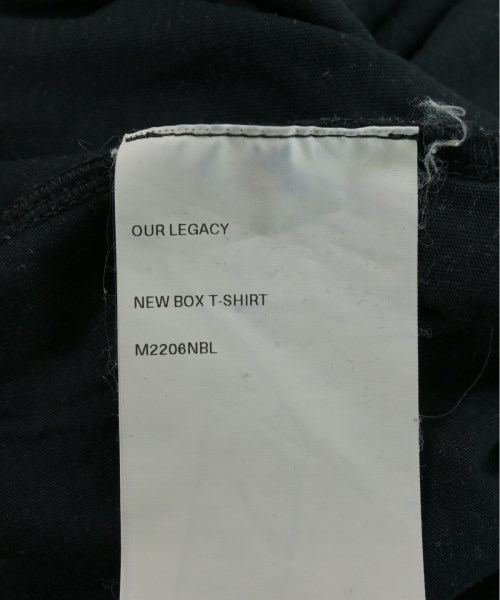 OUR LEGACY
NEW BOX T-SHIRT
M2206NBL